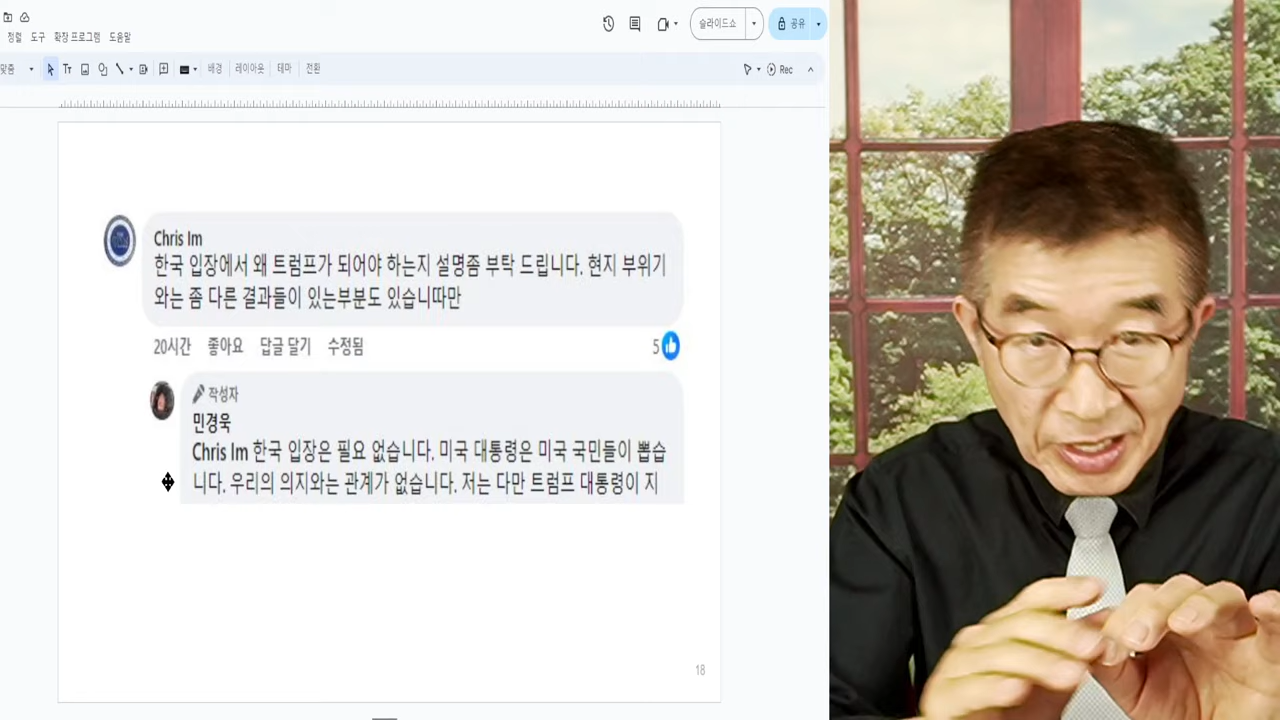 정렬 도구 확장 프로그램 도움말
슬라이드쇼
공유
맞춤
배경 레이아웃 테마 전환
Rec
Chris Im
한국 입장에서 왜 트럼프가 되어야 하는지 설명좀 부탁 드립니다. 현지 부위기
와는 좀 다른 결과들이 있는부분도 있습니따만
20시간 좋아요 답글 달기 수정됨
5
작성자
민경욱
Chris Im 한국 입장은 필요 없습니다. 미국 대통령은 미국 국민들이 뽑습
니다. 우리의 의지와는 관계가 없습니다. 저는 다만 트럼프 대통령이 지
18